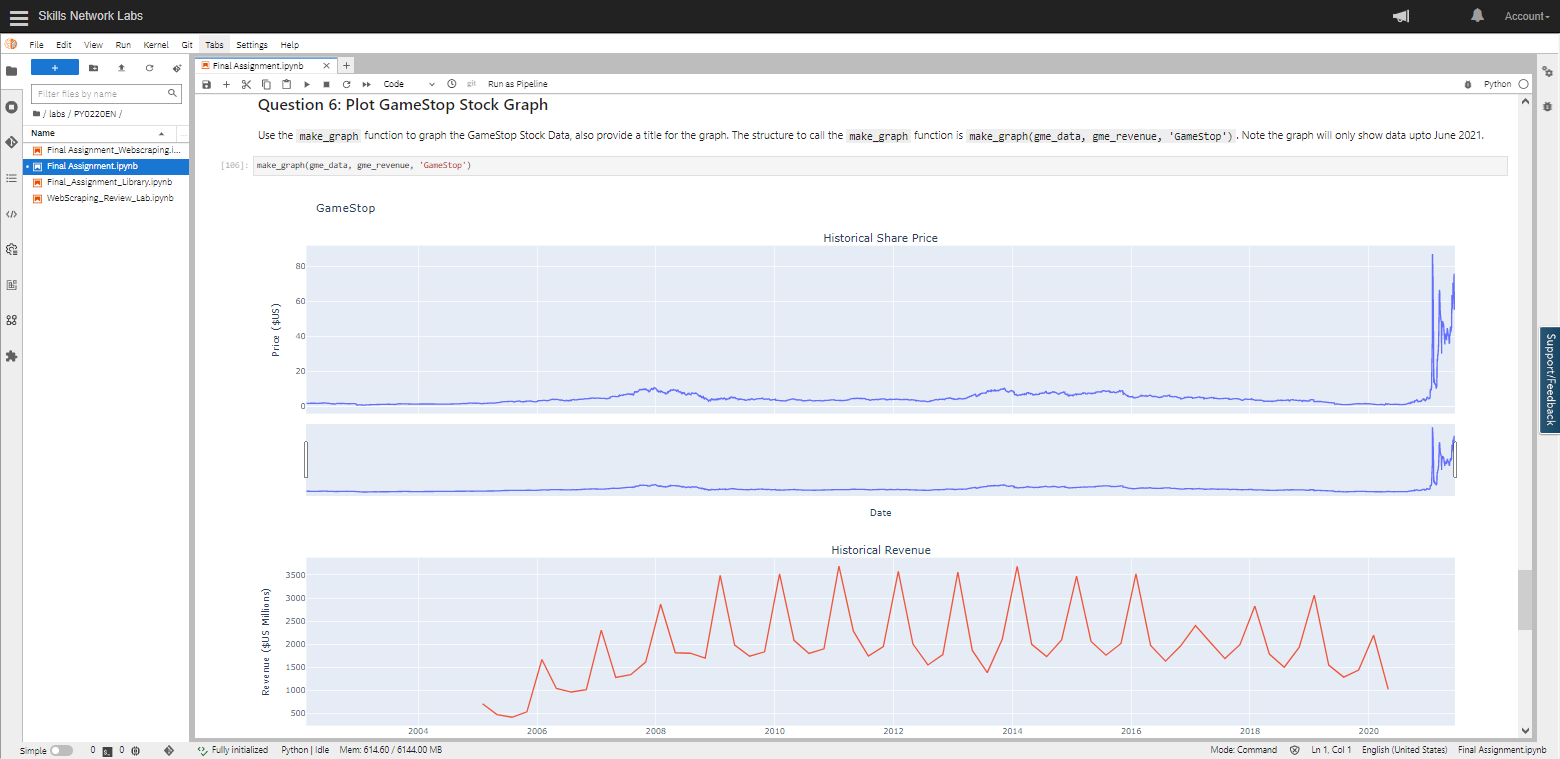 Skills Network Labs
Account
File Edit View Run Kernel Git Tabs Settings Help
Final Assignment.ipynb
Filter files by name
Code
git
Run as Pipeline
Python
/ labs / PY0220EN /
Name
Final Assignment_Webscraping.i...
Final Assignment.ipynb
Final_Assignment_Library.ipynb
WebScraping_Review_Lab.ipynb
Question 6: Plot GameStop Stock Graph
Use the make_graph function to graph the GameStop Stock Data, also provide a title for the graph. The structure to call the make_graph function is make_graph(gme_data, gme_revenue, 'GameStop'). Note the graph will only show data upto June 2021.
[106]: make_graph(gme_data, gme_revenue, 'GameStop')
GameStop
Historical Share Price
80
60
40
20
0
Price ($US)
Date
Historical Revenue
3500
3000
2500
2000
1500
1000
500
Revenue ($US Millions)
2004 2006 2008 2010 2012 2014 2016 2018 2020
Support/Feedback
Simple 0 0 Fully initialized Python | Idle Mem: 614.60 / 6144.00 MB
Mode: Command Ln 1, Col 1 English (United States) Final Assignment.ipynb